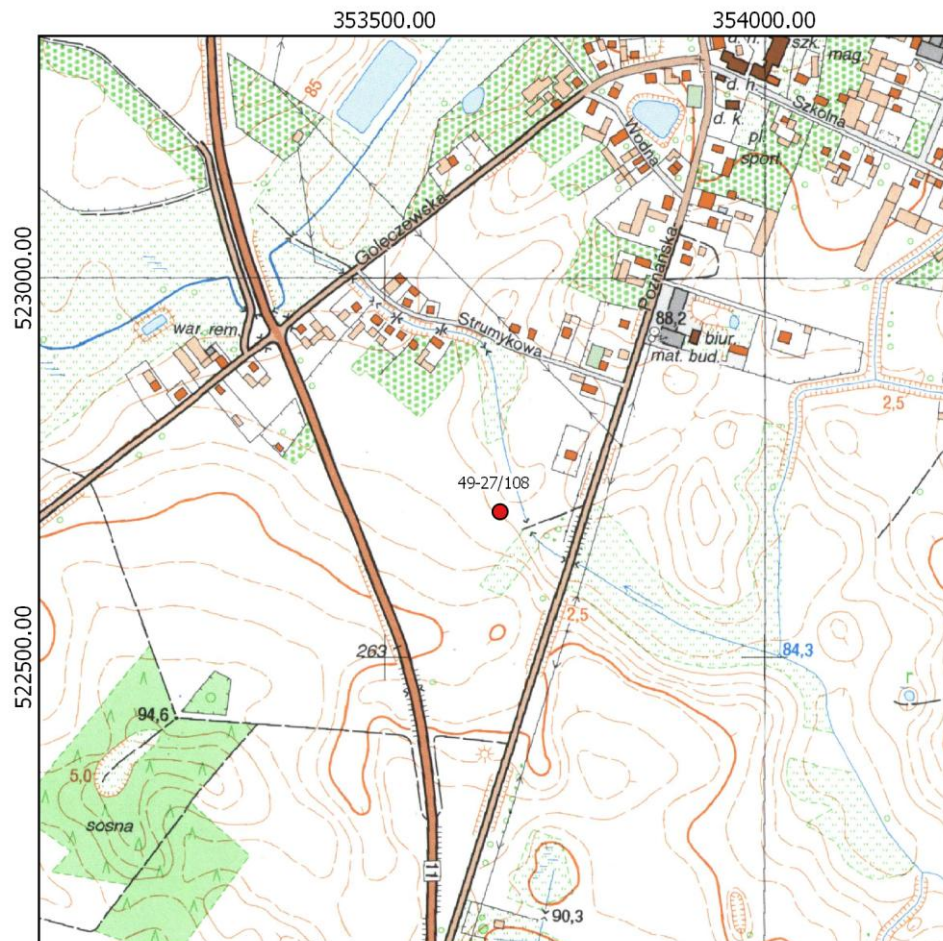 353500.00
354000.00
d. h.
szk.
mag.
85
d. h.
d. k.
Szkolna
Wodna
pl.
sport.
Golęczewska
523000.00
Poznańska
war. rem.
Strumykowa
88,2
biur.
mat. bud.
2,5
49-27/108
2,5
522500.00
263
84,3
94,6
5,0
sosna
11
90,3